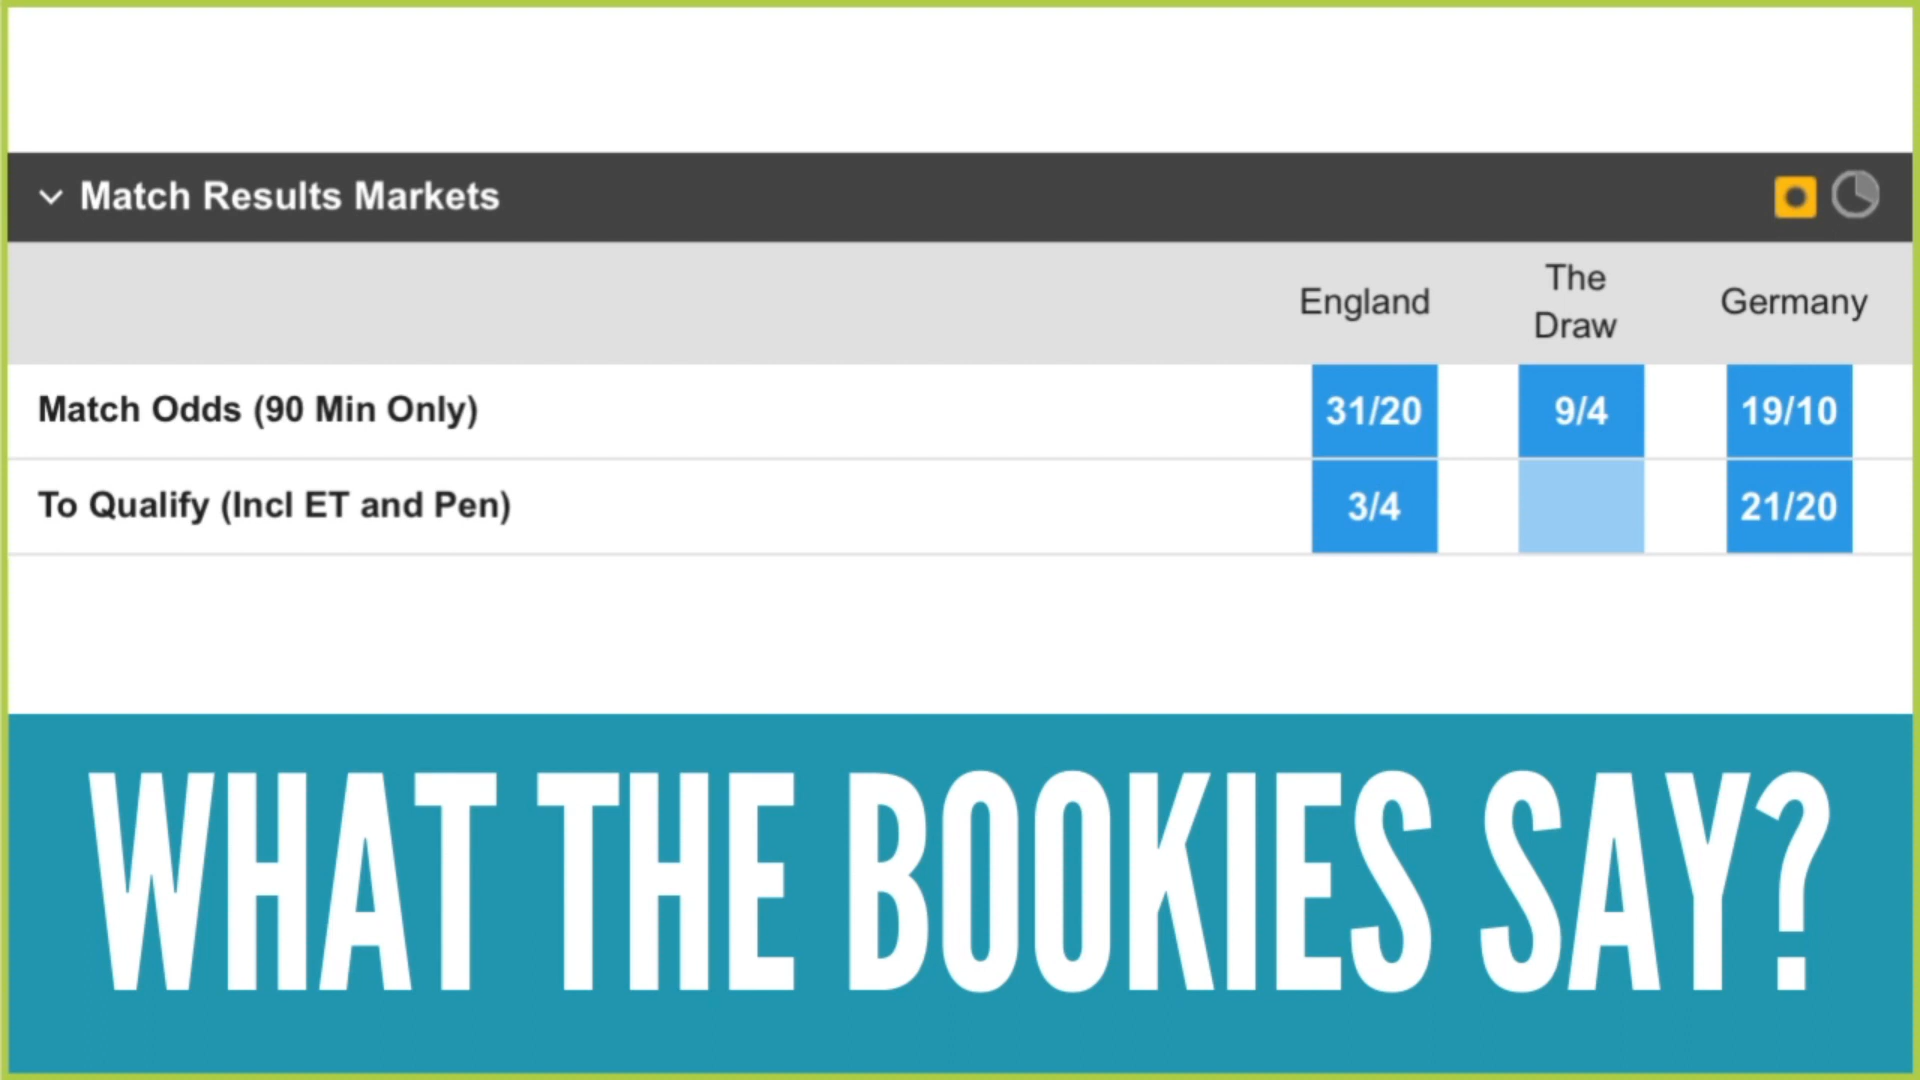 Match Results Markets
England
The
Draw
Germany
Match Odds (90 Min Only)
31/20
9/4
19/10
To Qualify (Incl ET and Pen)
3/4
21/20
WHAT THE BOOKIES SAY?